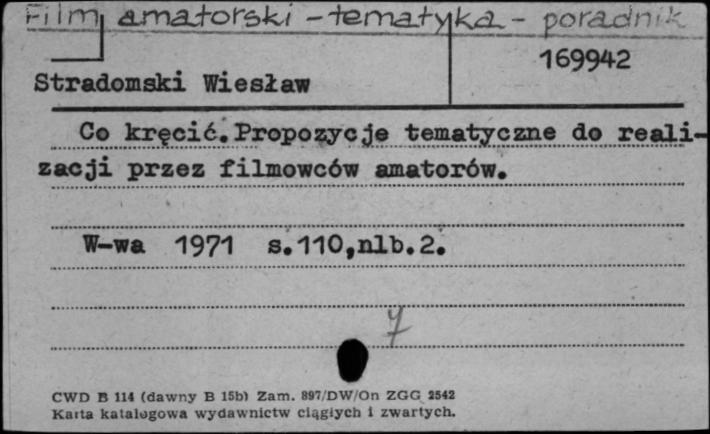 Film amatorski - tematyka - poradnik
169942
Stradomski Wiesław
Co kręcić. Propozycje tematyczne do reali-
zacji przez filmowców amatorów.
W-wa 1971 s.110,nlb.2.
7
CWD B 114 (dawny B 15b) Zam. 897/DW/On ZGG 2542
Karta katalogowa wydawnictw ciągłych i zwartych.